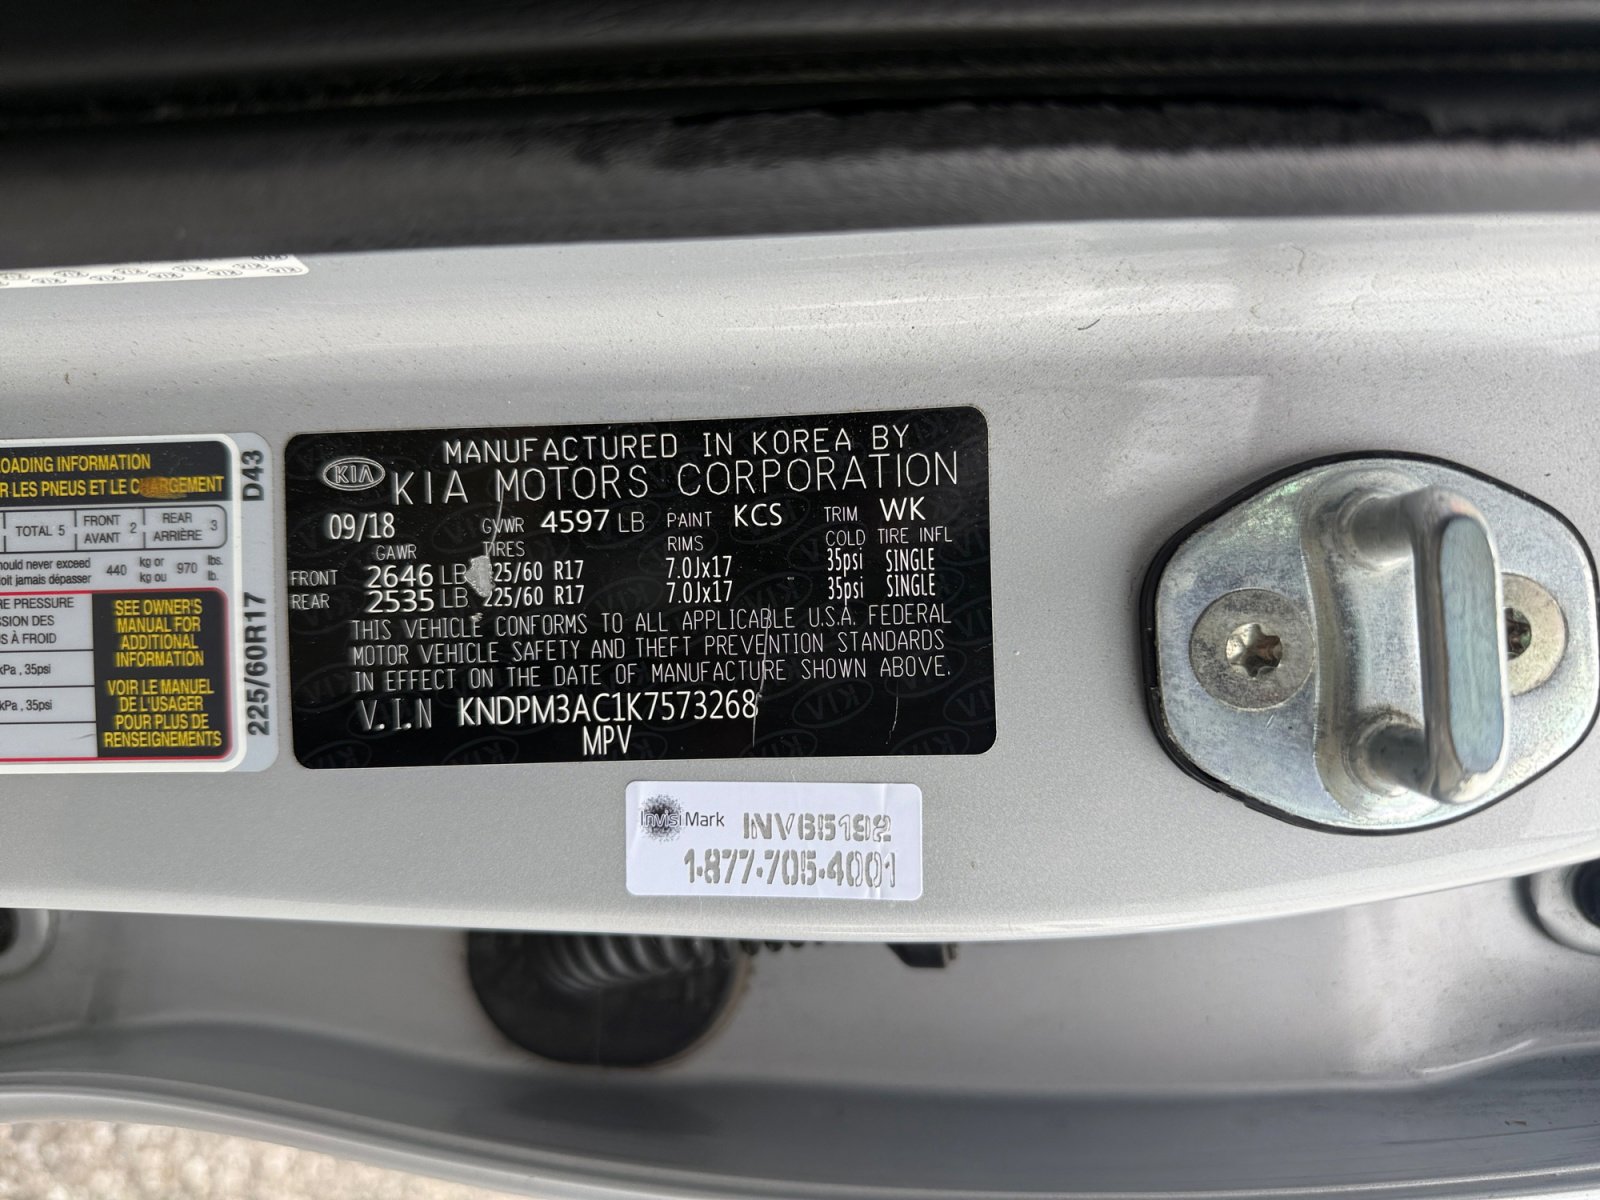 LOADING INFORMATION
R LES PNEUS ET LE CHARGEMENT
TOTAL 5
FRONT
AVANT 2
REAR
ARRIÈRE 3
should never exceed
doit jamais dépasser
440
kg or
kg ou
970
lbs.
lb.
RE PRESSURE
SION DES
S À FROID
kPa , 35psi
kPa , 35psi
SEE OWNER'S
MANUAL FOR
ADDITIONAL
INFORMATION
VOIR LE MANUEL
DE L'USAGER
POUR PLUS DE
RENSEIGNEMENTS
225/60R17 D43
MANUFACTURED IN KOREA BY
KIA KIA MOTORS CORPORATION
09/18 GVWR 4597 LB PAINT KCS TRIM WK
GAWR TIRES RIMS COLD TIRE INFL
FRONT 2646 LB 225/60 R17 7.0Jx17 35psi SINGLE
REAR 2535 LB 225/60 R17 7.0Jx17 35psi SINGLE
THIS VEHICLE CONFORMS TO ALL APPLICABLE U.S.A. FEDERAL
MOTOR VEHICLE SAFETY AND THEFT PREVENTION STANDARDS
IN EFFECT ON THE DATE OF MANUFACTURE SHOWN ABOVE.
V.I.N KNDPM3AC1K7573268
MPV
InvisiMark INV65192
1-877-705-4001